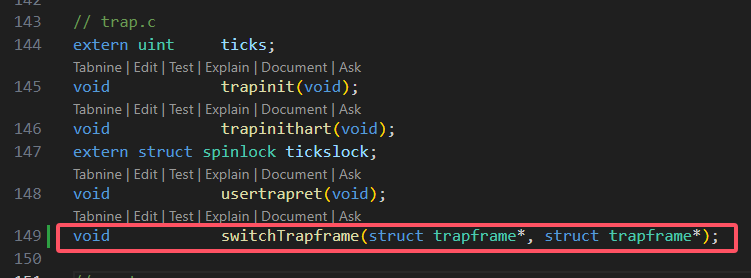 142
143 // trap.c
144 extern uint ticks;
Tabnine | Edit | Test | Explain | Document | Ask
145 void trapinit(void);
Tabnine | Edit | Test | Explain | Document | Ask
146 void trapinithart(void);
147 extern struct spinlock tickslock;
Tabnine | Edit | Test | Explain | Document | Ask
148 void usertrapret(void);
Tabnine | Edit | Test | Explain | Document | Ask
149 void switchTrapframe(struct trapframe*, struct trapframe*);
150
151 //